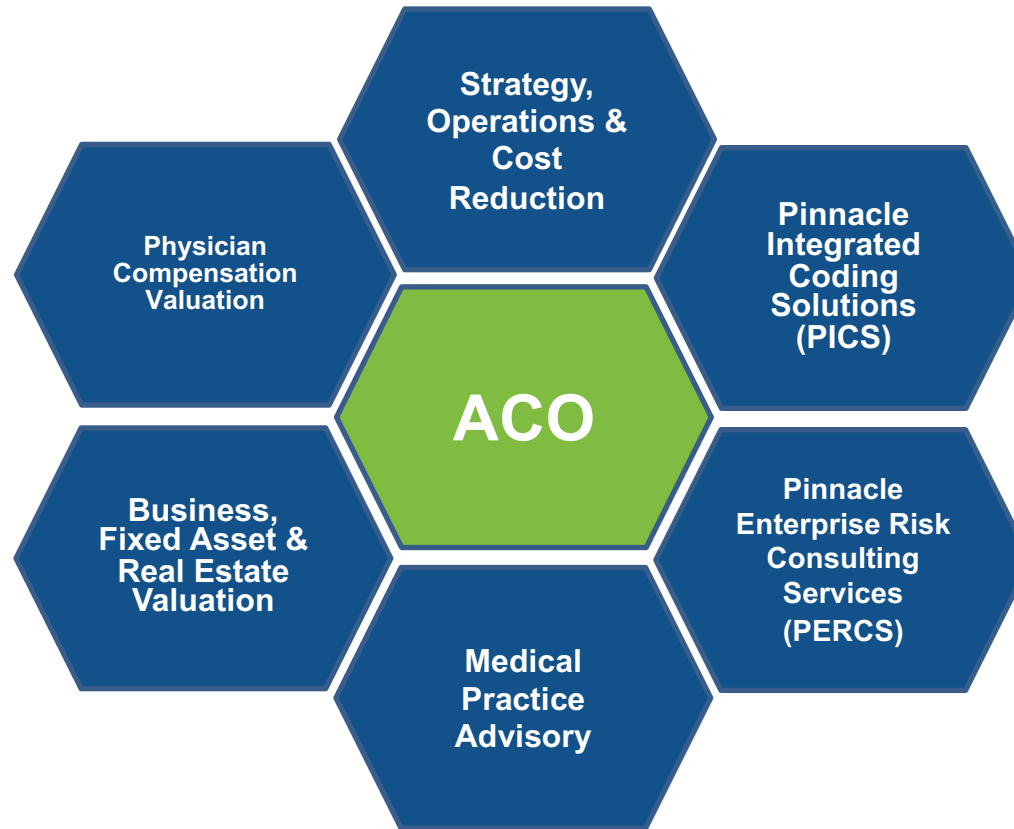 Strategy,
Operations &
Cost
Reduction
Physician
Compensation
Valuation
Pinnacle
Integrated
Coding
Solutions
(PICS)
ACO
Business,
Fixed Asset &
Real Estate
Valuation
Pinnacle
Enterprise Risk
Consulting
Services
(PERCS)
Medical
Practice
Advisory